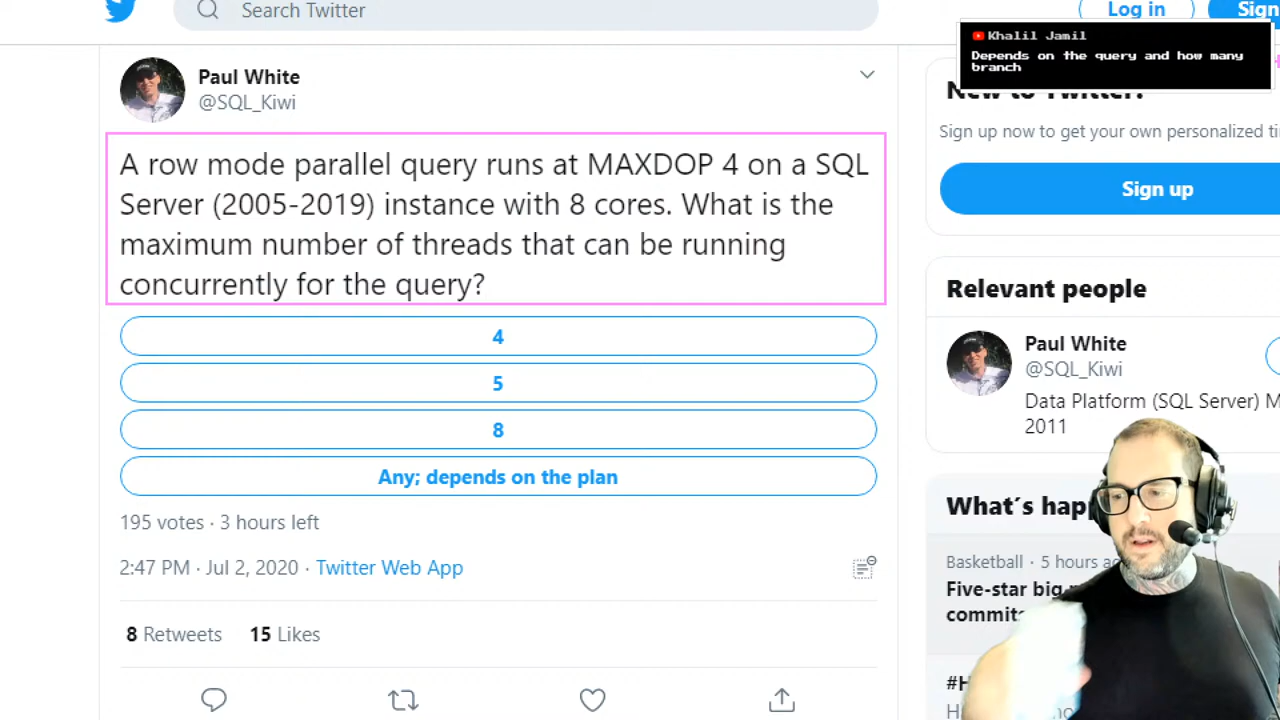 Search Twitter
Log in
Sign
Khalil Jamil
Depends on the query and how many
branch
Paul White
@SQL_Kiwi
A row mode parallel query runs at MAXDOP 4 on a SQL
Server (2005-2019) instance with 8 cores. What is the
maximum number of threads that can be running
concurrently for the query?
4
5
8
Any; depends on the plan
195 votes · 3 hours left
2:47 PM · Jul 2, 2020 · Twitter Web App
8 Retweets 15 Likes
New to Twitter?
Sign up now to get your own personalized ti
Sign up
Relevant people
Paul White
@SQL_Kiwi
Data Platform (SQL Server) M
2011
What's hap
Basketball · 5 hours a
Five-star big
commits
#H